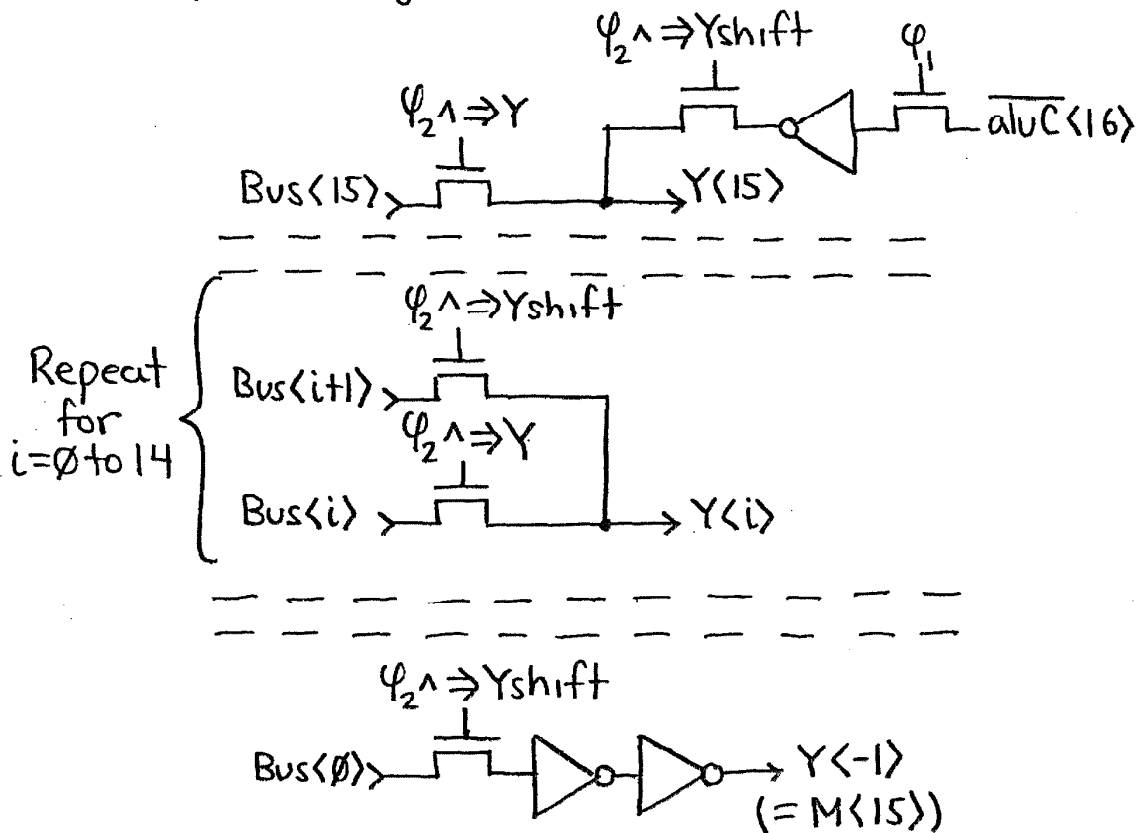 φ₂∧⇒Yshift
φ₁
φ₂∧⇒Y
a̅l̅u̅C̅<16>
Bus<15>
Y<15>
φ₂∧⇒Yshift
Repeat
for
i=Ø to 14
Bus<i+1>
φ₂∧⇒Y
Bus<i>
Y<i>
φ₂∧⇒Yshift
Bus<Ø>
Y<-1>
(=M<15>)